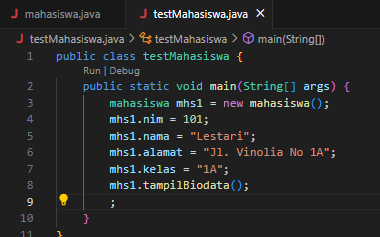 J mahasiswa.java J testMahasiswa.java X
J testMahasiswa.java > testMahasiswa > main(String[])
1 public class testMahasiswa {
Run | Debug
2 public static void main(String[] args) {
3 mahasiswa mhs1 = new mahasiswa();
4 mhs1.nim = 101;
5 mhs1.nama = "Lestari";
6 mhs1.alamat = "Jl. Vinolia No 1A";
7 mhs1.kelas = "1A";
8 mhs1.tampilBiodata();
9 ;
10 }
11 }